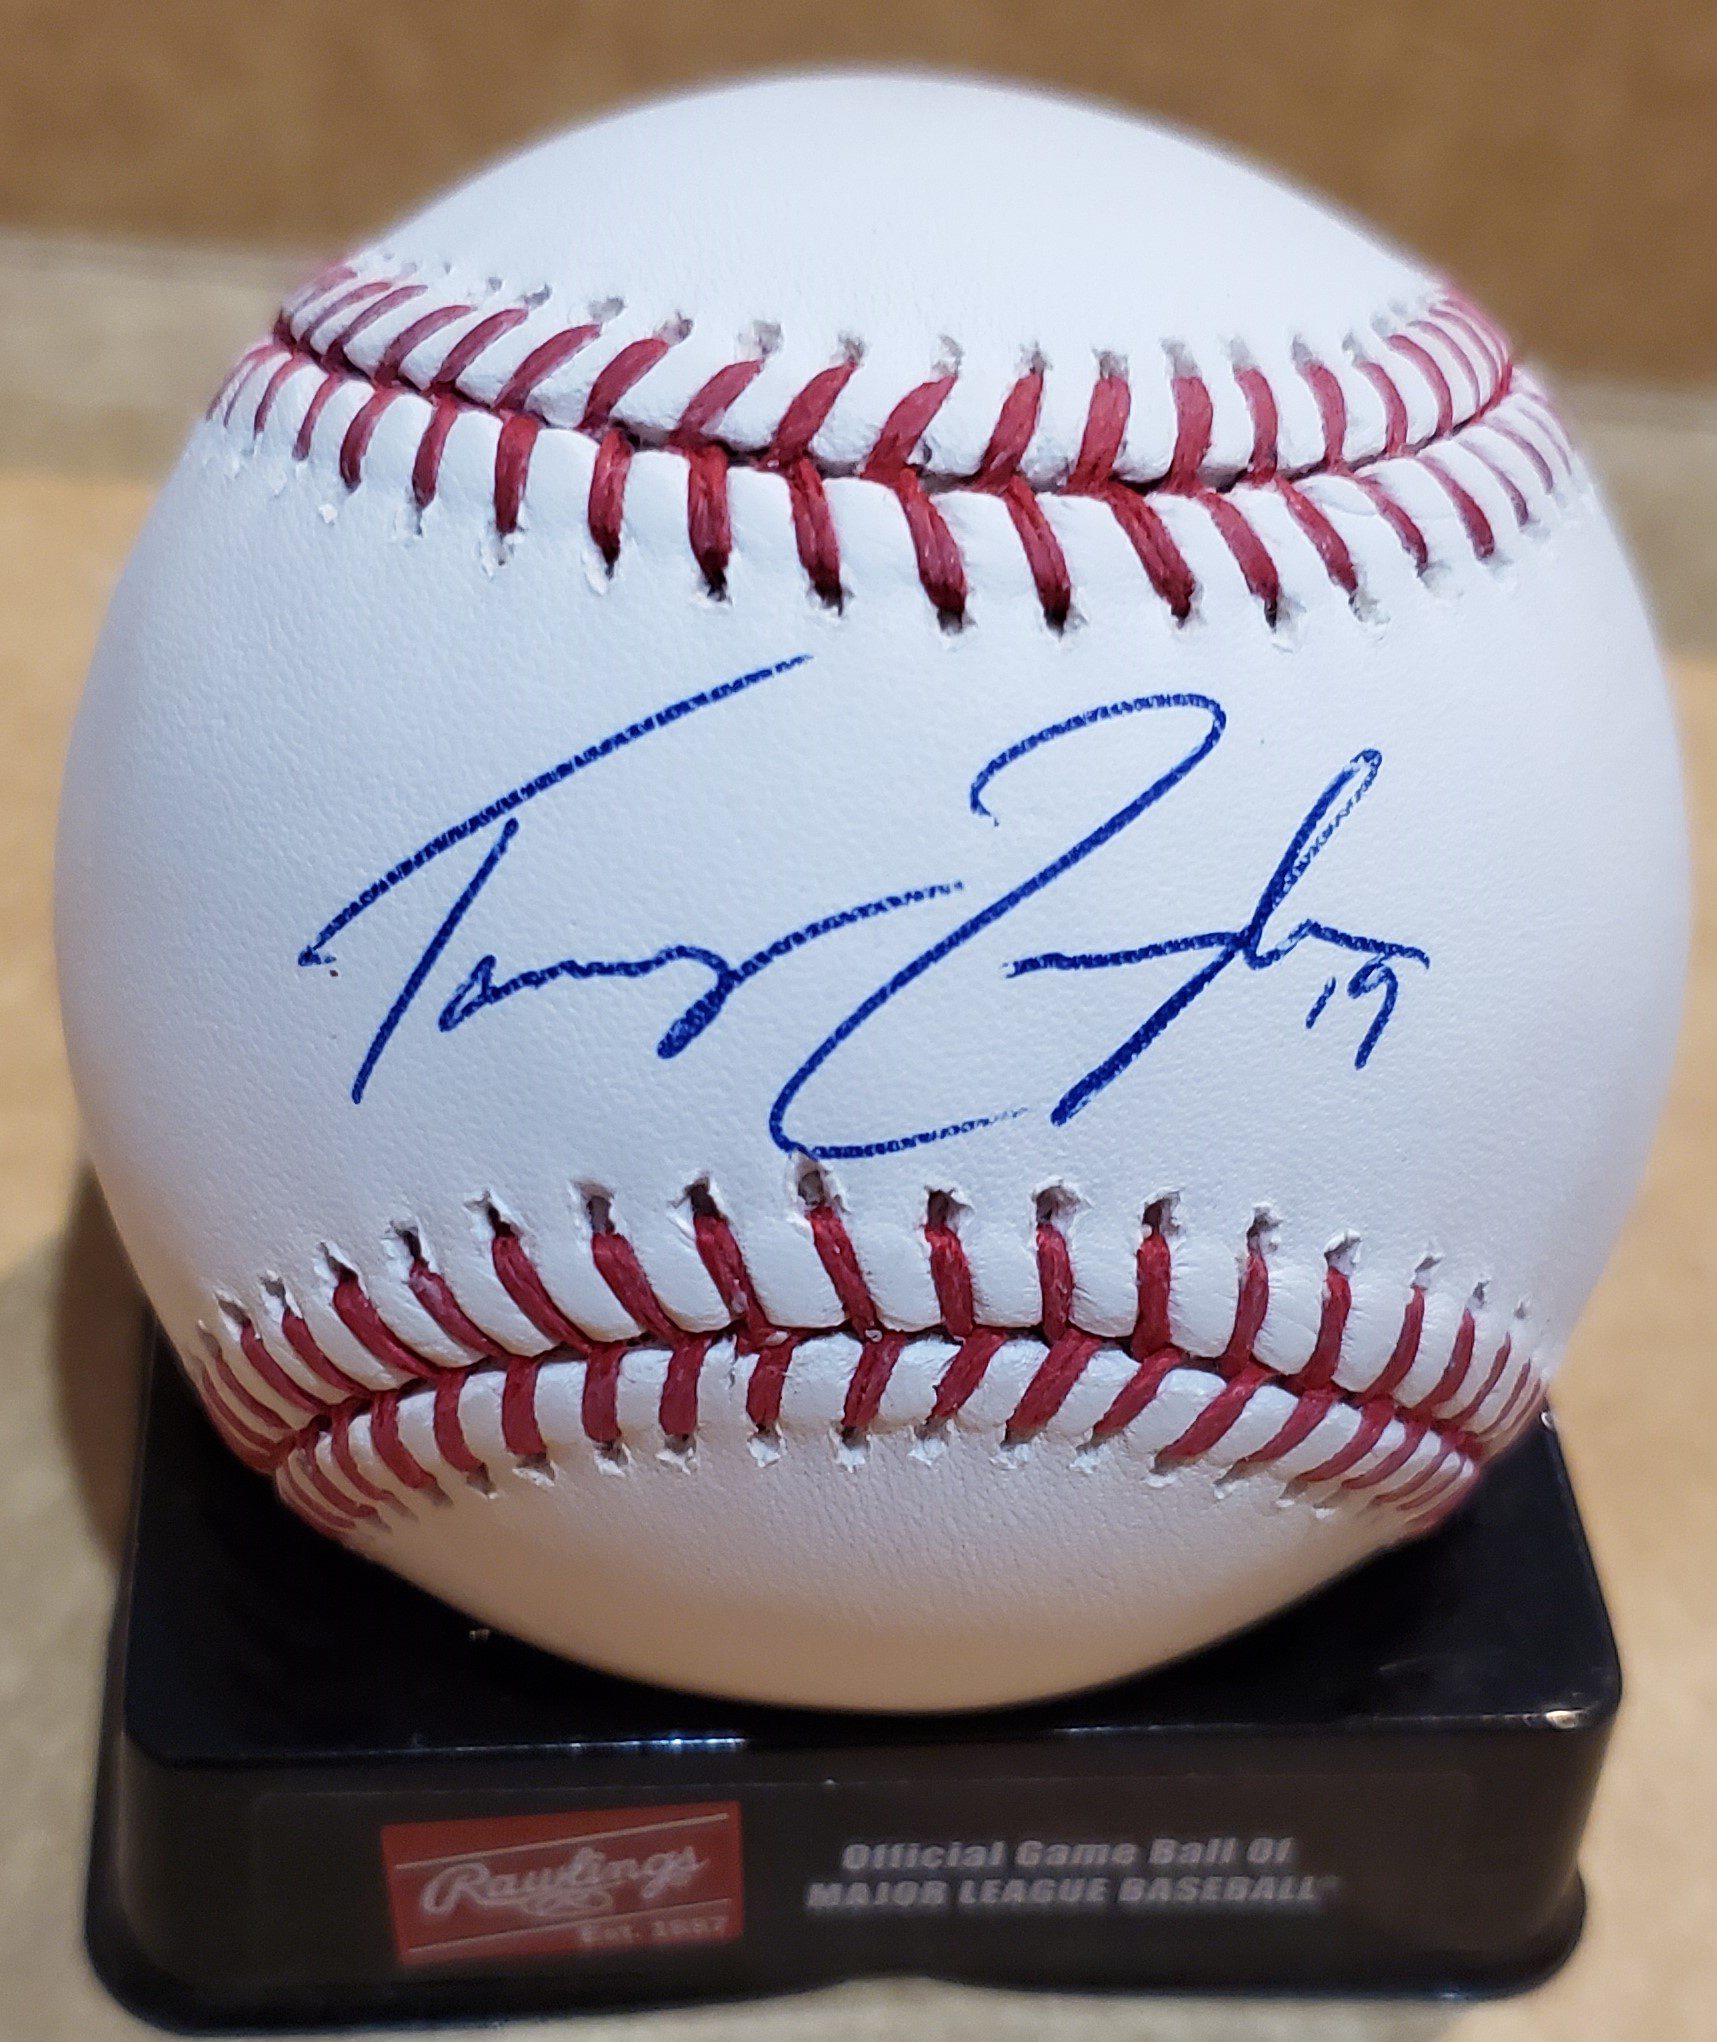 19
Rawlings
Est. 1887
Official Game Ball Of
MAJOR LEAGUE BASEBALL®